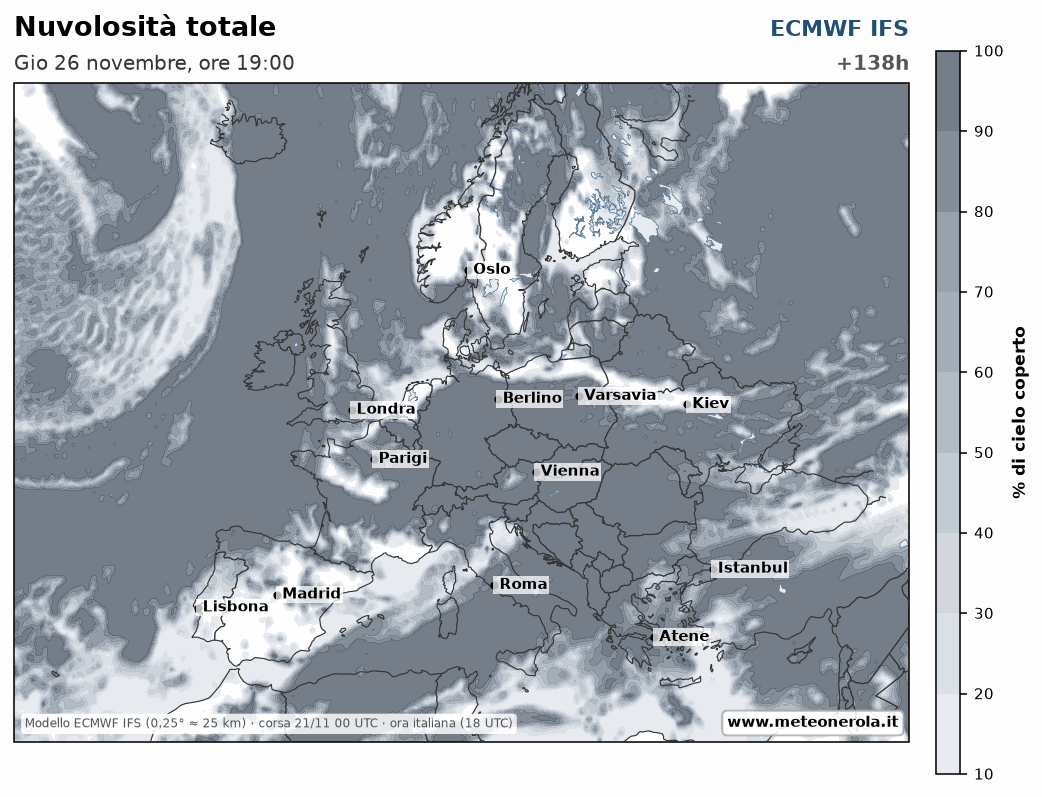 Nuvolosità totale
ECMWF IFS
Gio 26 novembre, ore 19:00
+138h
100
90
80
70
60
50
40
30
20
10
% di cielo coperto
Oslo
Londra
Berlino
Varsavia
Kiev
Parigi
Vienna
Istanbul
Roma
Madrid
Lisbona
Atene
Modello ECMWF IFS (0,25° ≈ 25 km) · corsa 21/11 00 UTC · ora italiana (18 UTC)
www.meteonerola.it